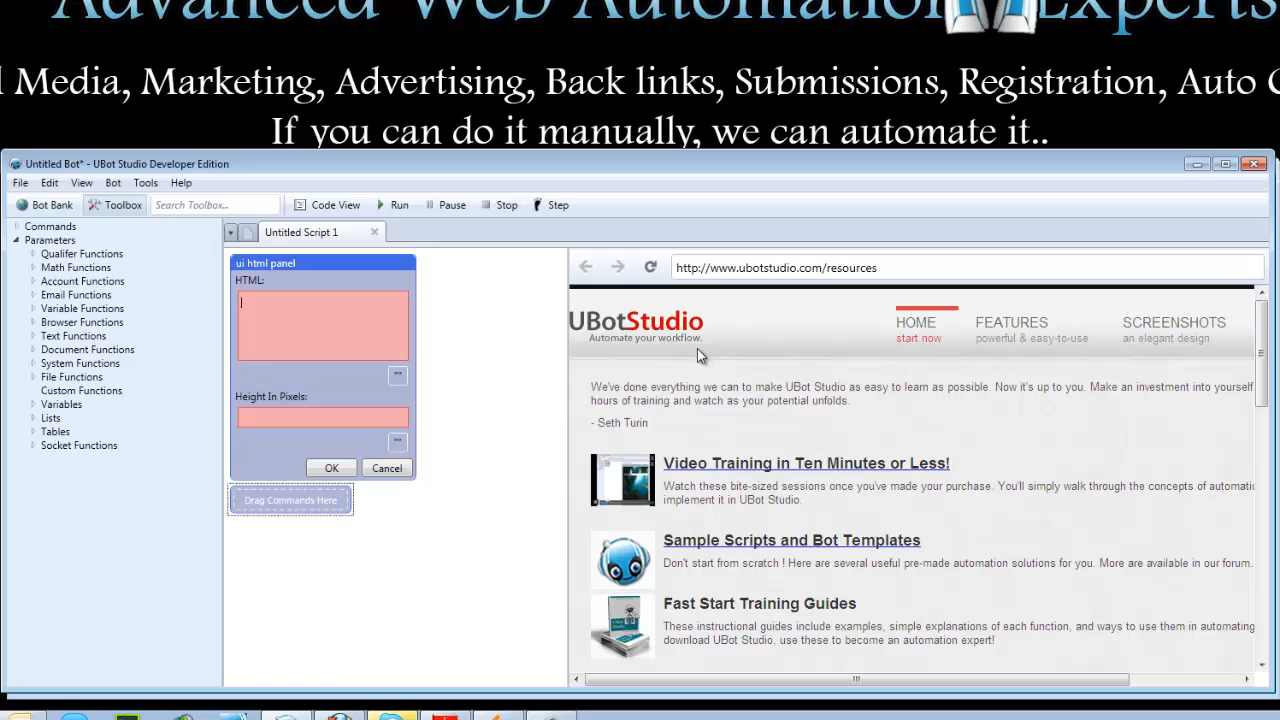 Advanced Web Automation Experts
l Media, Marketing, Advertising, Back links, Submissions, Registration, Auto C
If you can do it manually, we can automate it..
Untitled Bot* - UBot Studio Developer Edition
File Edit View Bot Tools Help
Bot Bank Toolbox Search Toolbox... Code View Run Pause Stop Step
Commands
Parameters
Qualifer Functions
Math Functions
Account Functions
Email Functions
Variable Functions
Browser Functions
Text Functions
Document Functions
System Functions
File Functions
Custom Functions
Variables
Lists
Tables
Socket Functions
Untitled Script 1
ui html panel
HTML:
Height In Pixels:
OK Cancel
Drag Commands Here
http://www.ubotstudio.com/resources
UBotStudio
Automate your workflow.
HOME
start now
FEATURES
powerful & easy-to-use
SCREENSHOTS
an elegant design
We've done everything we can to make UBot Studio as easy to learn as possible. Now it's up to you. Make an investment into yourself
hours of training and watch as your potential unfolds.
- Seth Turin
Video Training in Ten Minutes or Less!
Watch these bitesized sessions once you've made your purchase. You'll simply walk through the concepts of automatic
implement it in UBot Studio.
Sample Scripts and Bot Templates
Don't start from scratch ! Here are several useful pre-made automation solutions for you. More are available in our forum.
Fast Start Training Guides
These instructional guides include examples, simple explanations of each function, and ways to use them in automating
download UBot Studio, use these to become an automation expert!